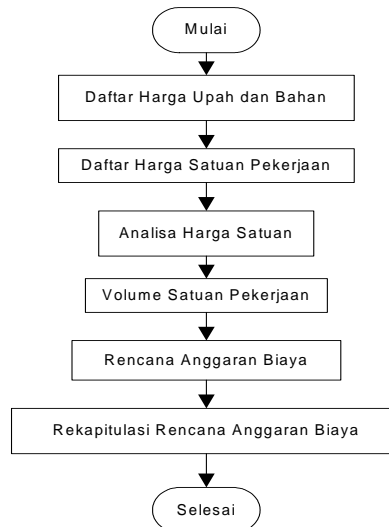 Mulai
Daftar Harga Upah dan Bahan
Daftar Harga Satuan Pekerjaan
Analisa Harga Satuan
Volume Satuan Pekerjaan
Rencana Anggaran Biaya
Rekapitulasi Rencana Anggaran Biaya
Selesai